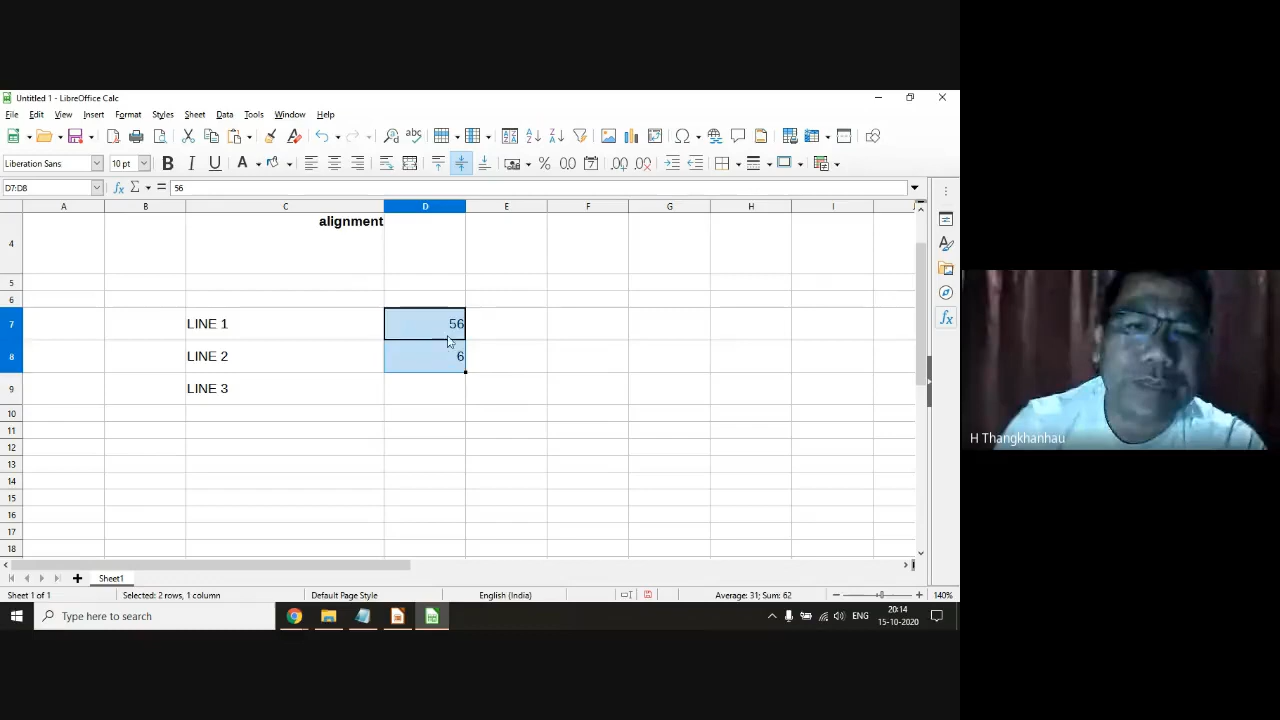 Untitled 1 - LibreOffice Calc
File Edit View Insert Format Styles Sheet Data Tools Window Help
Liberation Sans 10 pt
D7:D8 56
A B C D E F G H I
4 alignment
5
6
7 LINE 1 56
8 LINE 2 6
9 LINE 3
10
11
12
13
14
15
16
17
18
H Thangkhanhau
Sheet1
Sheet 1 of 1 Selected: 2 rows, 1 column Default Page Style English (India) Average: 31; Sum: 62 140%
Type here to search
ENG 20:14
15-10-2020